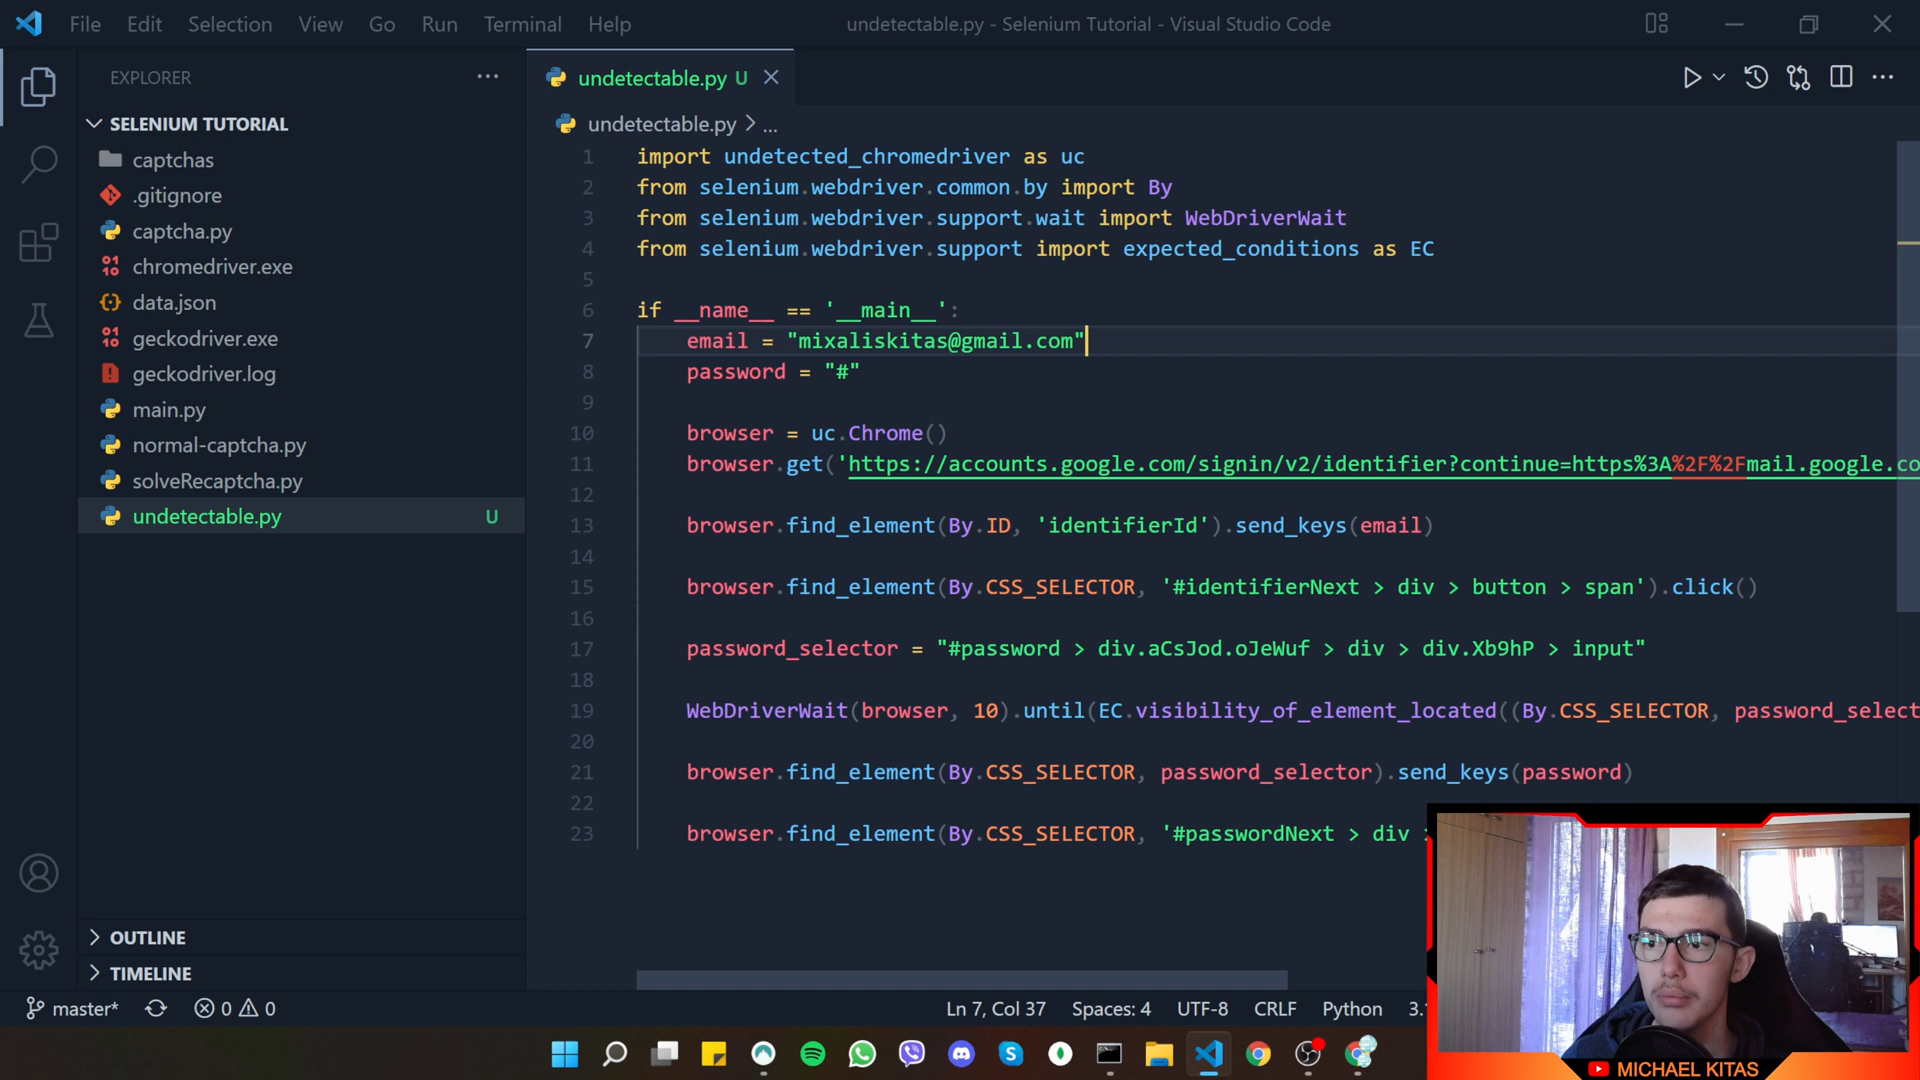 File Edit Selection View Go Run Terminal Help
undetectable.py - Selenium Tutorial - Visual Studio Code
EXPLORER
SELENIUM TUTORIAL
captchas
.gitignore
captcha.py
chromedriver.exe
data.json
geckodriver.exe
geckodriver.log
main.py
normal-captcha.py
solveRecaptcha.py
undetectable.py U
OUTLINE
TIMELINE
undetectable.py U
undetectable.py > ...
1 import undetected_chromedriver as uc
2 from selenium.webdriver.common.by import By
3 from selenium.webdriver.support.wait import WebDriverWait
4 from selenium.webdriver.support import expected_conditions as EC
5
6 if __name__ == '__main__':
7 email = "mixaliskitas@gmail.com"
8 password = "#"
9
10 browser = uc.Chrome()
11 browser.get('https://accounts.google.com/signin/v2/identifier?continue=https%3A%2F%2Fmail.google.co
12
13 browser.find_element(By.ID, 'identifierId').send_keys(email)
14
15 browser.find_element(By.CSS_SELECTOR, '#identifierNext > div > button > span').click()
16
17 password_selector = "#password > div.aCsJod.oJeWuf > div > div.Xb9hP > input"
18
19 WebDriverWait(browser, 10).until(EC.visibility_of_element_located((By.CSS_SELECTOR, password_select
20
21 browser.find_element(By.CSS_SELECTOR, password_selector).send_keys(password)
22
23 browser.find_element(By.CSS_SELECTOR, '#passwordNext > div >
master* 0 0
Ln 7, Col 37 Spaces: 4 UTF-8 CRLF Python 3.
MICHAEL KITAS